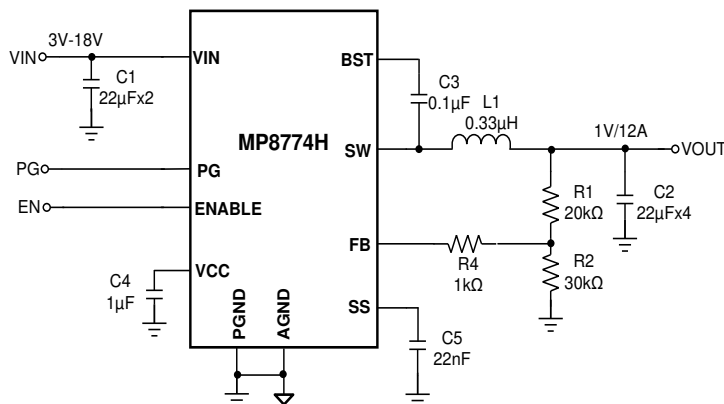 3V-18V
VIN
VIN
C1
22µFx2
BST
C3
0.1µF
L1
0.33µH
MP8774H
SW
1V/12A
VOUT
PG
PG
R1
20kΩ
C2
22µFx4
EN
ENABLE
FB
R4
1kΩ
R2
30kΩ
VCC
C4
1µF
PGND
AGND
SS
C5
22nF